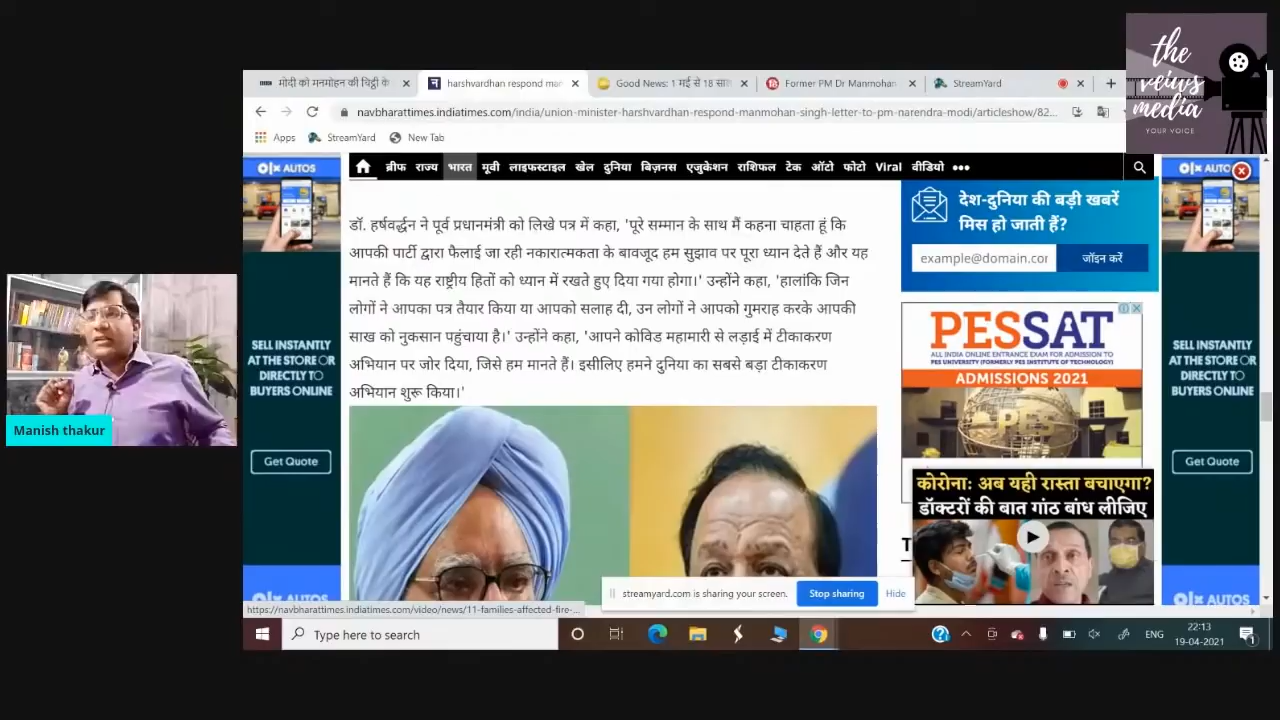 the
veiws
media
YOUR VOICE
मोदी को मनमोहन की चिट्ठी के
harshvardhan respond man
Good News: 1 मई से 18 साल
Former PM Dr Manmohan
StreamYard
navbharattimes.indiatimes.com/india/union-minister-harshvardhan-respond-manmohan-singh-letter-to-pm-narendra-modi/articleshow/82...
Apps StreamYard New Tab
OLX AUTOS
ब्रीफ राज्य भारत मूवी लाइफस्टाइल खेल दुनिया बिज़नस एजुकेशन राशिफल टेक ऑटो फोटो Viral वीडियो •••
OLX AUTO
डॉ. हर्षवर्द्धन ने पूर्व प्रधानमंत्री को लिखे पत्र में कहा, 'पूरे सम्मान के साथ मैं कहना चाहता हूं कि
आपकी पार्टी द्वारा फैलाई जा रही नकारात्मकता के बावजूद हम सुझाव पर पूरा ध्यान देते हैं और यह
मानते हैं कि यह राष्ट्रीय हितों को ध्यान में रखते हुए दिया गया होगा।' उन्होंने कहा, 'हालांकि जिन
लोगों ने आपका पत्र तैयार किया या आपको सलाह दी, उन लोगों ने आपको गुमराह करके आपकी
साख को नुकसान पहुंचाया है।' उन्होंने कहा, 'आपने कोविड महामारी से लड़ाई में टीकाकरण
अभियान पर जोर दिया, जिसे हम मानते हैं। इसीलिए हमने दुनिया का सबसे बड़ा टीकाकरण
अभियान शुरू किया।'
देश-दुनिया की बड़ी खबरें
मिस हो जाती हैं?
example@domain.cor
जॉइन करें
PESSAT
ALL INDIA ONLINE ENTRANCE EXAM FOR ADMISSION TO
PES UNIVERSITY (FORMERLY PES INSTITUTE OF TECHNOLOGY)
ADMISSIONS 2021
PES
कोरोना: अब यही रास्ता बचाएगा?
डॉक्टरों की बात गांठ बांध लीजिए
T
SELL INSTANTLY
AT THE STORE OR
DIRECTLY TO
BUYERS ONLINE
Get Quote
OLX AUTOS
SELL INSTANTLY
AT THE STORE OR
DIRECTLY TO
BUYERS ONLINE
Get Quote
OLX AUTOS
Manish thakur
streamyard.com is sharing your screen. Stop sharing Hide
https://navbharattimes.indiatimes.com/video/news/11-families-affected-fire-...
Type here to search
ENG
22:13
19-04-2021
1